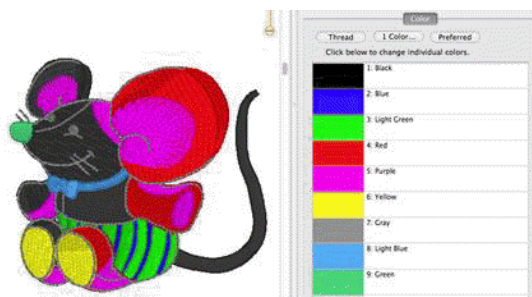 Color
Thread 1 Color... Preferred
Click below to change individual colors.
1: Black
2: Blue
3: Light Green
4: Red
5: Purple
6: Yellow
7: Gray
8: Light Blue
9: Green